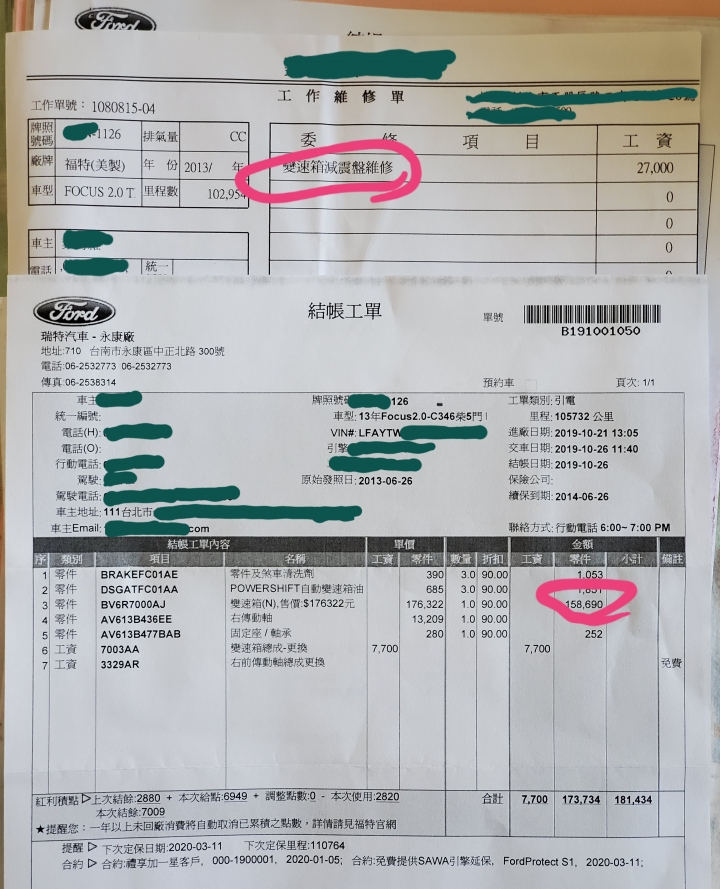 Ford
工作維修單
工作單號： 1080815-04
牌照號碼 -1126 排氣量 CC
廠牌 福特(美製) 年 份 2013/ 年
車型 FOCUS 2.0 T 里程數 102,954
委 修 項 目 工 資
變速箱減震盤維修 27,000
0
0
0
車主
電話 統一
Ford
結帳工單
單號
B191001050
瑞特汽車 - 永康廠
地址:710 台南市永康區中正北路 300號
電話:06-2532773 06-2532773
傳真:06-2538314
預約車 頁次: 1/1
車主 牌照號碼 126 工單類別: 引電
統一編號: 車型: 13年Focus2.0-C346柴5門 里程: 105732 公里
電話(H): VIN#: LFAYTW 進廠日期: 2019-10-21 13:05
電話(O): 引擎 交車日期: 2019-10-26 11:40
行動電話: 結帳日期: 2019-10-26
駕駛: 原始發照日: 2013-06-26 保險公司:
駕駛電話: 續保到期: 2014-06-26
車主地址: 111台北市
車主Email: com 聯絡方式: 行動電話 6:00~ 7:00 PM
結帳工單內容 單價 金額
序 類別 項目 名稱 工資 零件 數量 折扣 工資 零件 小計 備註
1 零件 BRAKEFC01AE 零件及煞車清洗劑 390 3.0 90.00 1,053
2 零件 DSGATFC01AA POWERSHIFT自動變速箱油 685 3.0 90.00
3 零件 BV6R7000AJ 變速箱(N),售價:$176322元 176,322 1.0 90.00 158,690
4 零件 AV613B436EE 右傳動軸 13,209 1.0 90.00
5 零件 AV613B477BAB 固定座 / 軸承 280 1.0 90.00 252
6 工資 7003AA 變速箱總成-更換 7,700 7,700
7 工資 3329AR 右前傳動軸總成更換 免費
紅利積點 ▷ 上次結餘:2880 + 本次給點:6949 + 調整點數:0 - 本次使用:2820 合計 7,700 173,734 181,434
本次結餘:7009
★提醒您： 一年以上未回廠消費將自動取消已累積之點數，詳情請見福特官網
提醒 ▷ 下次定保日期:2020-03-11 下次定保里程:110764
合約 ▷ 合約:禮享加一星客戶, 000-1900001, 2020-01-05; 合約:免費提供SAWA引擎延保, FordProtect S1, 2020-03-11;